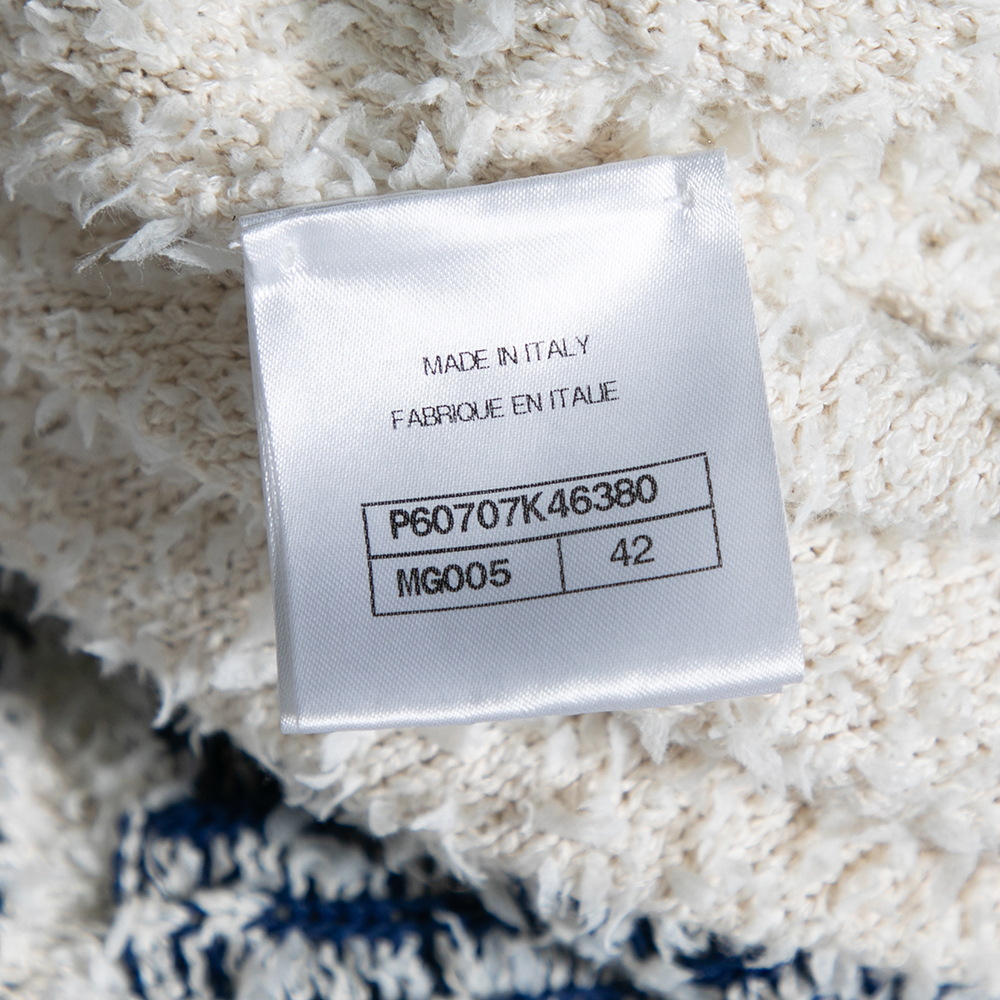 MADE IN ITALY
FABRIQUE EN ITALIE
P60707K46380
MG005 42